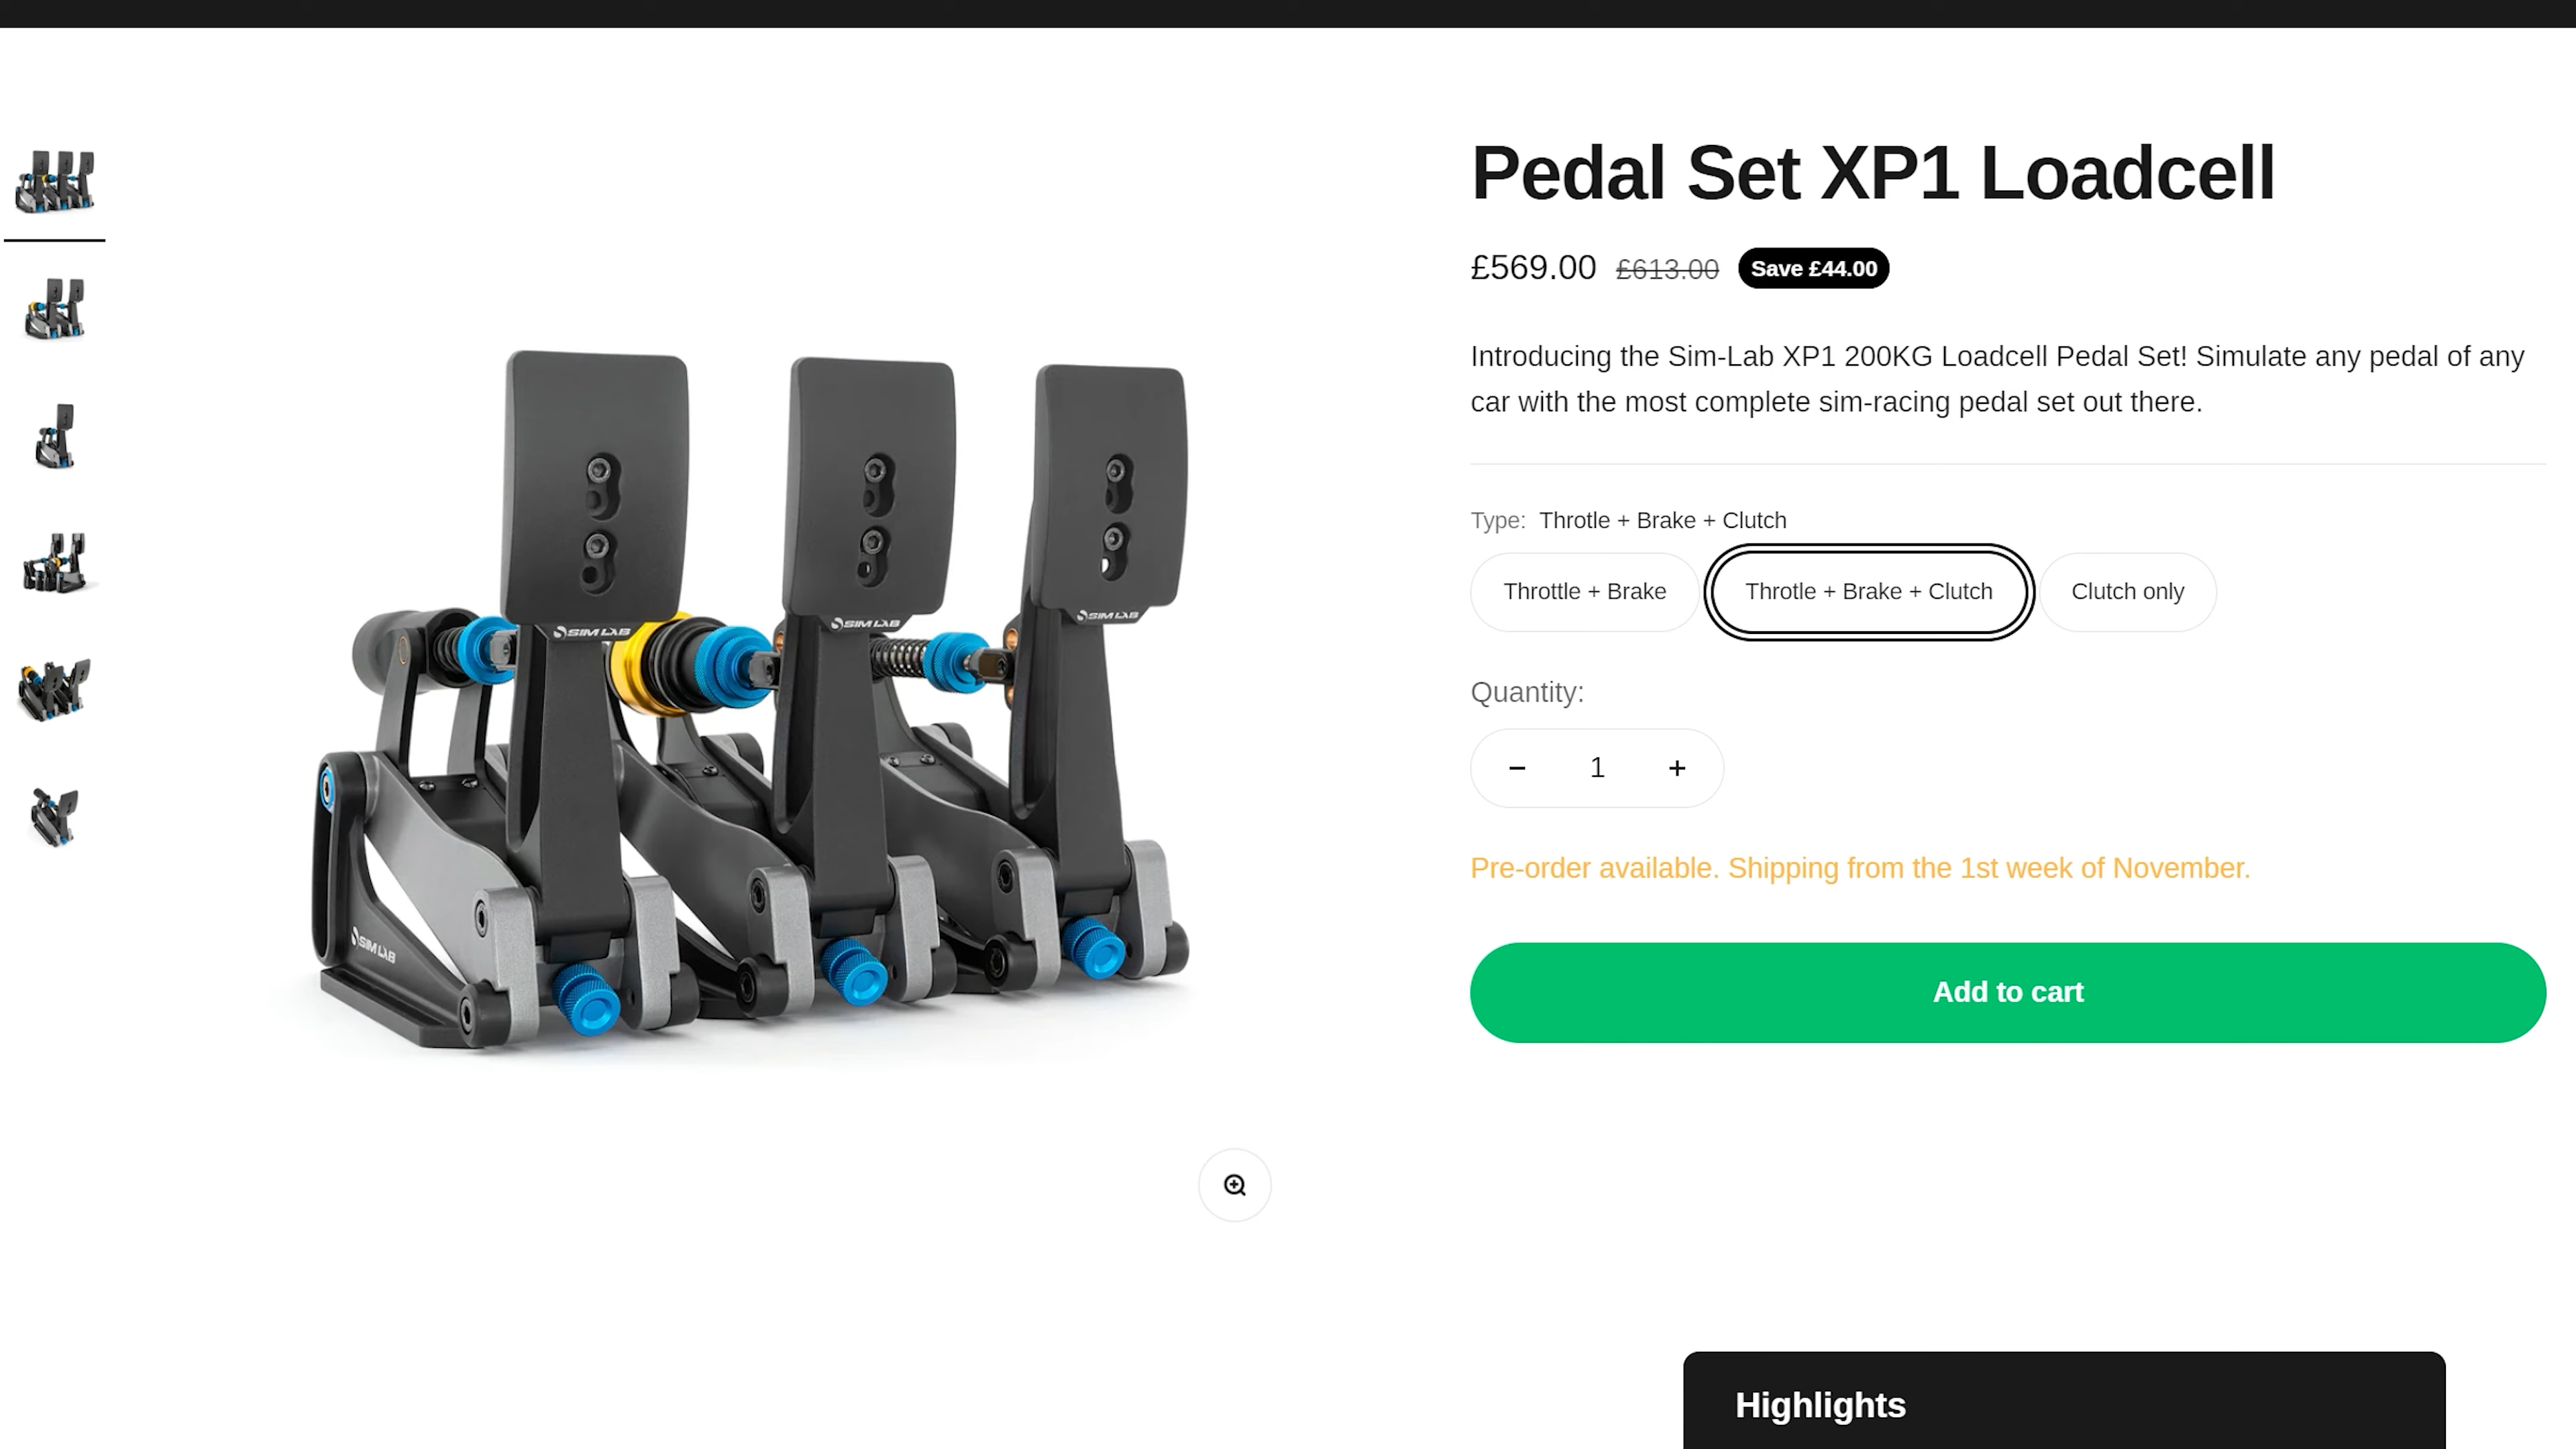 Pedal Set XP1 Loadcell
£569.00 £613.00 Save £44.00
Introducing the Sim-Lab XP1 200KG Loadcell Pedal Set! Simulate any pedal of any
car with the most complete sim-racing pedal set out there.
Type: Throtle + Brake + Clutch
Throttle + Brake Throtle + Brake + Clutch Clutch only
Quantity:
− 1 +
Pre-order available. Shipping from the 1st week of November.
Add to cart
SIM LAB
SIM LAB
SIM LAB
SIM LAB
Highlights